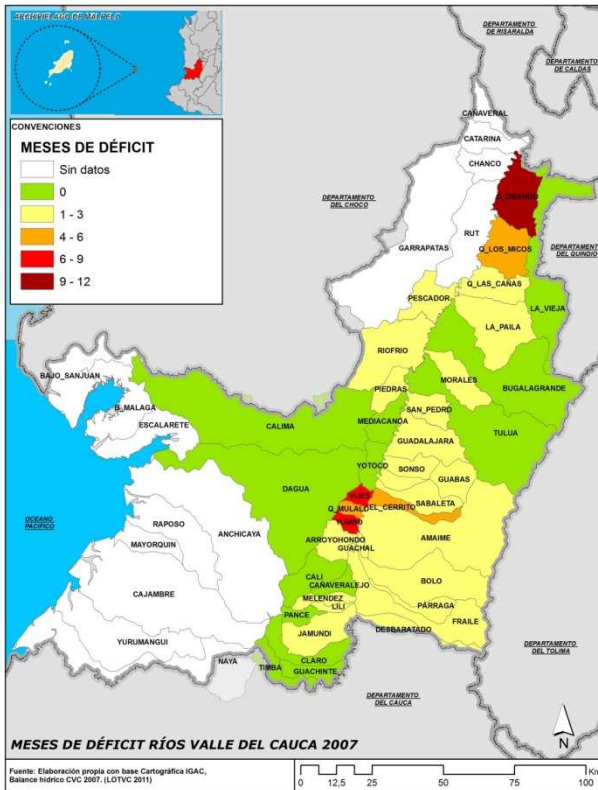 ARCHIPIELAGO DE MALPELO
CONVENCIONES
MESES DE DÉFICIT
Sin datos
0
1 - 3
4 - 6
6 - 9
9 - 12
DEPARTAMENTO
DE RISARALDA
DEPARTAMENTO
DE CALDAS
CAÑAVERAL
CATARINA
CHANCO
Q_OBANDO
DEPARTAMENTO
DEL CHOCO
RUT
GARRAPATAS
Q_LOS_MICOS
DEPARTAMENTO
DEL QUINDIO
Q_LAS_CAÑAS
PESCADOR
LA_VIEJA
LA_PAILA
RIOFRIO
BAJO_SANJUAN
MORALES
BUGALAGRANDE
PIEDRAS
B_MALAGA
SAN_PEDRO
ESCALARETE
CALIMA
MEDIACANOA
GUADALAJARA
TULUA
YOTOCO
SONSO
GUABAS
DAGUA
VIJES
SABALETA
Q_MULALO
EL_CERRITO
OCEANO
PACIFICO
RAPOSO
ANCHICAYA
YUMBO
MAYORQUIN
ARROYOHONDO
AMAIME
GUACHAL
CAJAMBRE
CALI
CAÑAVERALEJO
BOLO
MELENDEZ
LILI
PÁRRAGA
PANCE
FRAILE
JAMUNDI
DESBARATADO
YURUMANGUI
DEPARTAMENTO
DEL TOLIMA
NAYA
TIMBA
CLARO
GUACHINTE
DEPARTAMENTO
DEL CAUCA
N
MESES DE DÉFICIT RÍOS VALLE DEL CAUCA 2007
Fuente: Elaboración propia con base Cartográfica IGAC,
Balance hídrico CVC 2007. (LOTVC 2011)
Km
0 12,5 25 50 75 100